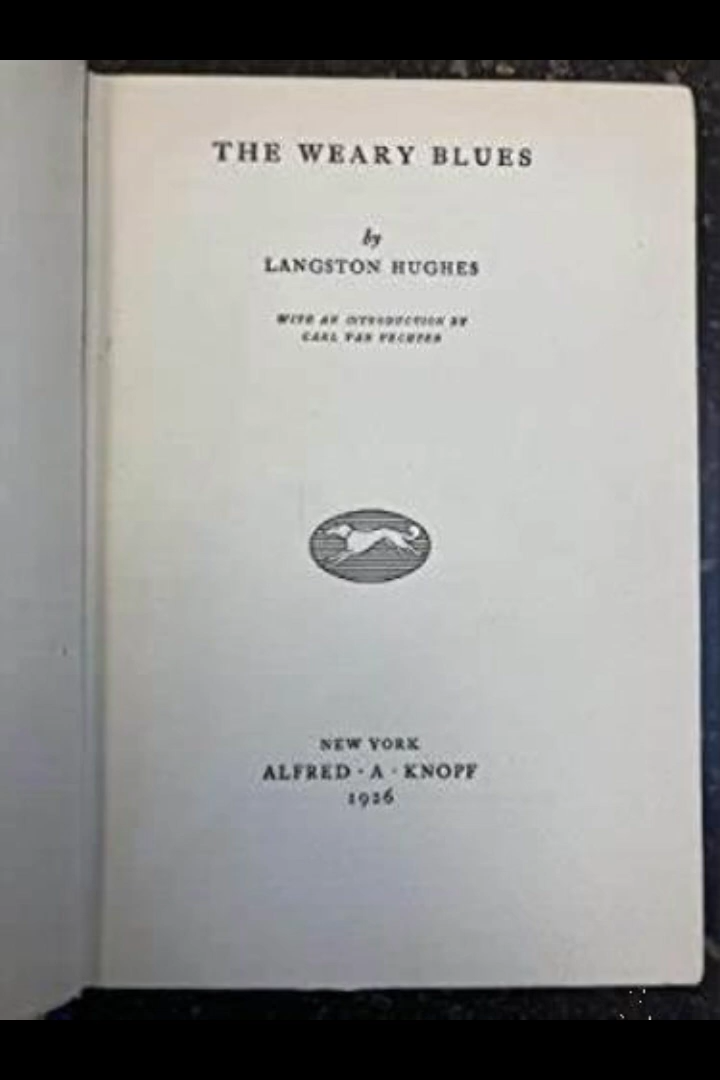 THE WEARY BLUES
by
LANGSTON HUGHES
WITH AN INTRODUCTION BY
CARL VAN VECHTEN
NEW YORK
ALFRED · A · KNOPF
1926